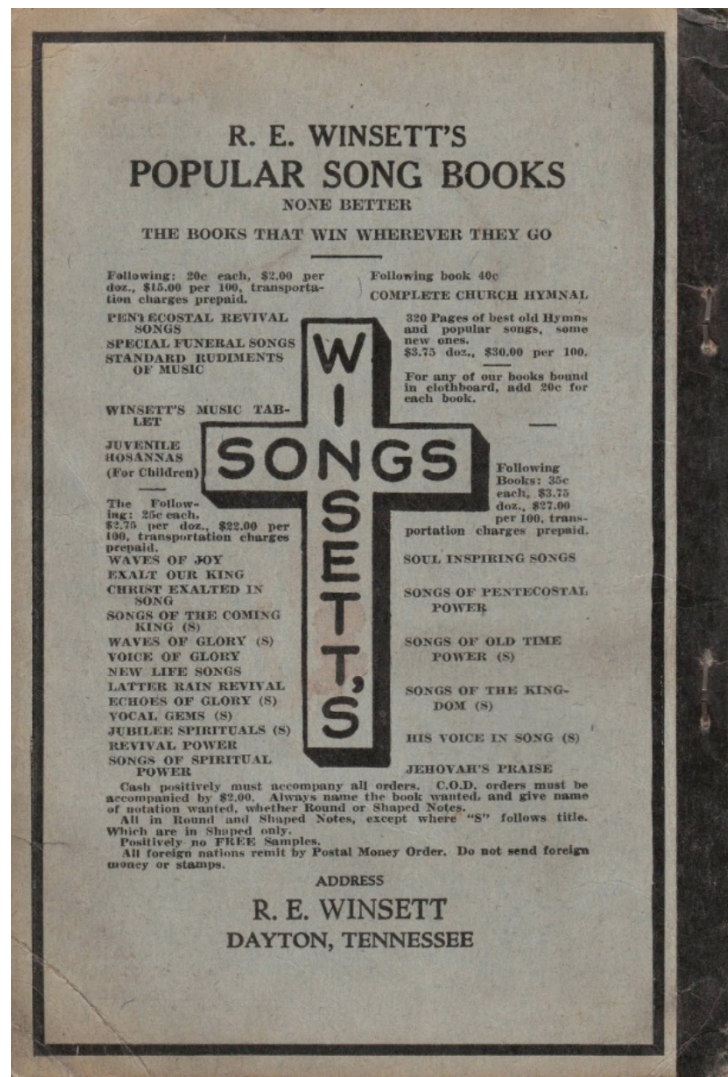 R. E. WINSETT'S
POPULAR SONG BOOKS
NONE BETTER
THE BOOKS THAT WIN WHEREVER THEY GO
Following: 20c each, $2.00 per
doz., $15.00 per 100, transporta-
tion charges prepaid.
PENTECOSTAL REVIVAL
SONGS
SPECIAL FUNERAL SONGS
STANDARD RUDIMENTS
OF MUSIC
WINSETT'S MUSIC TAB-
LET
JUVENILE
HOSANNAS
(For Children)
The Follow-
ing: 25c each,
$2.75 per doz., $22.00 per
100, transportation charges
prepaid.
WAVES OF JOY
EXALT OUR KING
CHRIST EXALTED IN
SONG
SONGS OF THE COMING
KING (S)
WAVES OF GLORY (S)
VOICE OF GLORY
NEW LIFE SONGS
LATTER RAIN REVIVAL
ECHOES OF GLORY (S)
VOCAL GEMS (S)
JUBILEE SPIRITUALS (S)
REVIVAL POWER
SONGS OF SPIRITUAL
POWER
WINSETT'S
SONGS
Following book 40c
COMPLETE CHURCH HYMNAL
320 Pages of best old Hymns
and popular songs, some
new ones.
$3.75 doz., $30.00 per 100.
For any of our books bound
in clothboard, add 20c for
each book.
Following
Books: 35c
each, $3.75
doz., $27.00
per 100, trans-
portation charges prepaid.
SOUL INSPIRING SONGS
SONGS OF PENTECOSTAL
POWER
SONGS OF OLD TIME
POWER (S)
SONGS OF THE KING-
DOM (S)
HIS VOICE IN SONG (S)
JEHOVAH'S PRAISE
Cash positively must accompany all orders. C.O.D. orders must be
accompanied by $2.00. Always name the book wanted, and give name
of notation wanted, whether Round or Shaped Notes.
All in Round and Shaped Notes, except where "S" follows title.
Which are in Shaped only.
Positively no FREE Samples.
All foreign nations remit by Postal Money Order. Do not send foreign
money or stamps.
ADDRESS
R. E. WINSETT
DAYTON, TENNESSEE